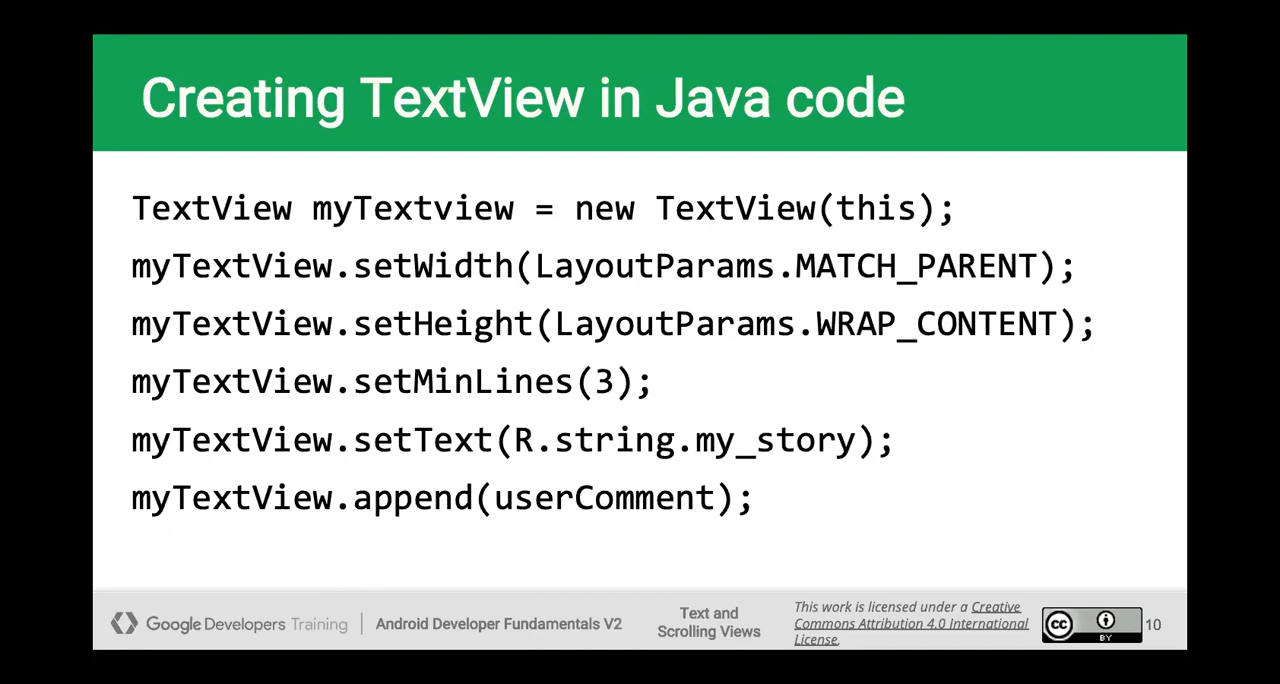 Creating TextView in Java code
TextView myTextview = new TextView(this);
myTextView.setWidth(LayoutParams.MATCH_PARENT);
myTextView.setHeight(LayoutParams.WRAP_CONTENT);
myTextView.setMinLines(3);
myTextView.setText(R.string.my_story);
myTextView.append(userComment);
Google Developers Training
Android Developer Fundamentals V2
Text and
Scrolling Views
This work is licensed under a Creative
Commons Attribution 4.0 International
License.
cc
BY
10